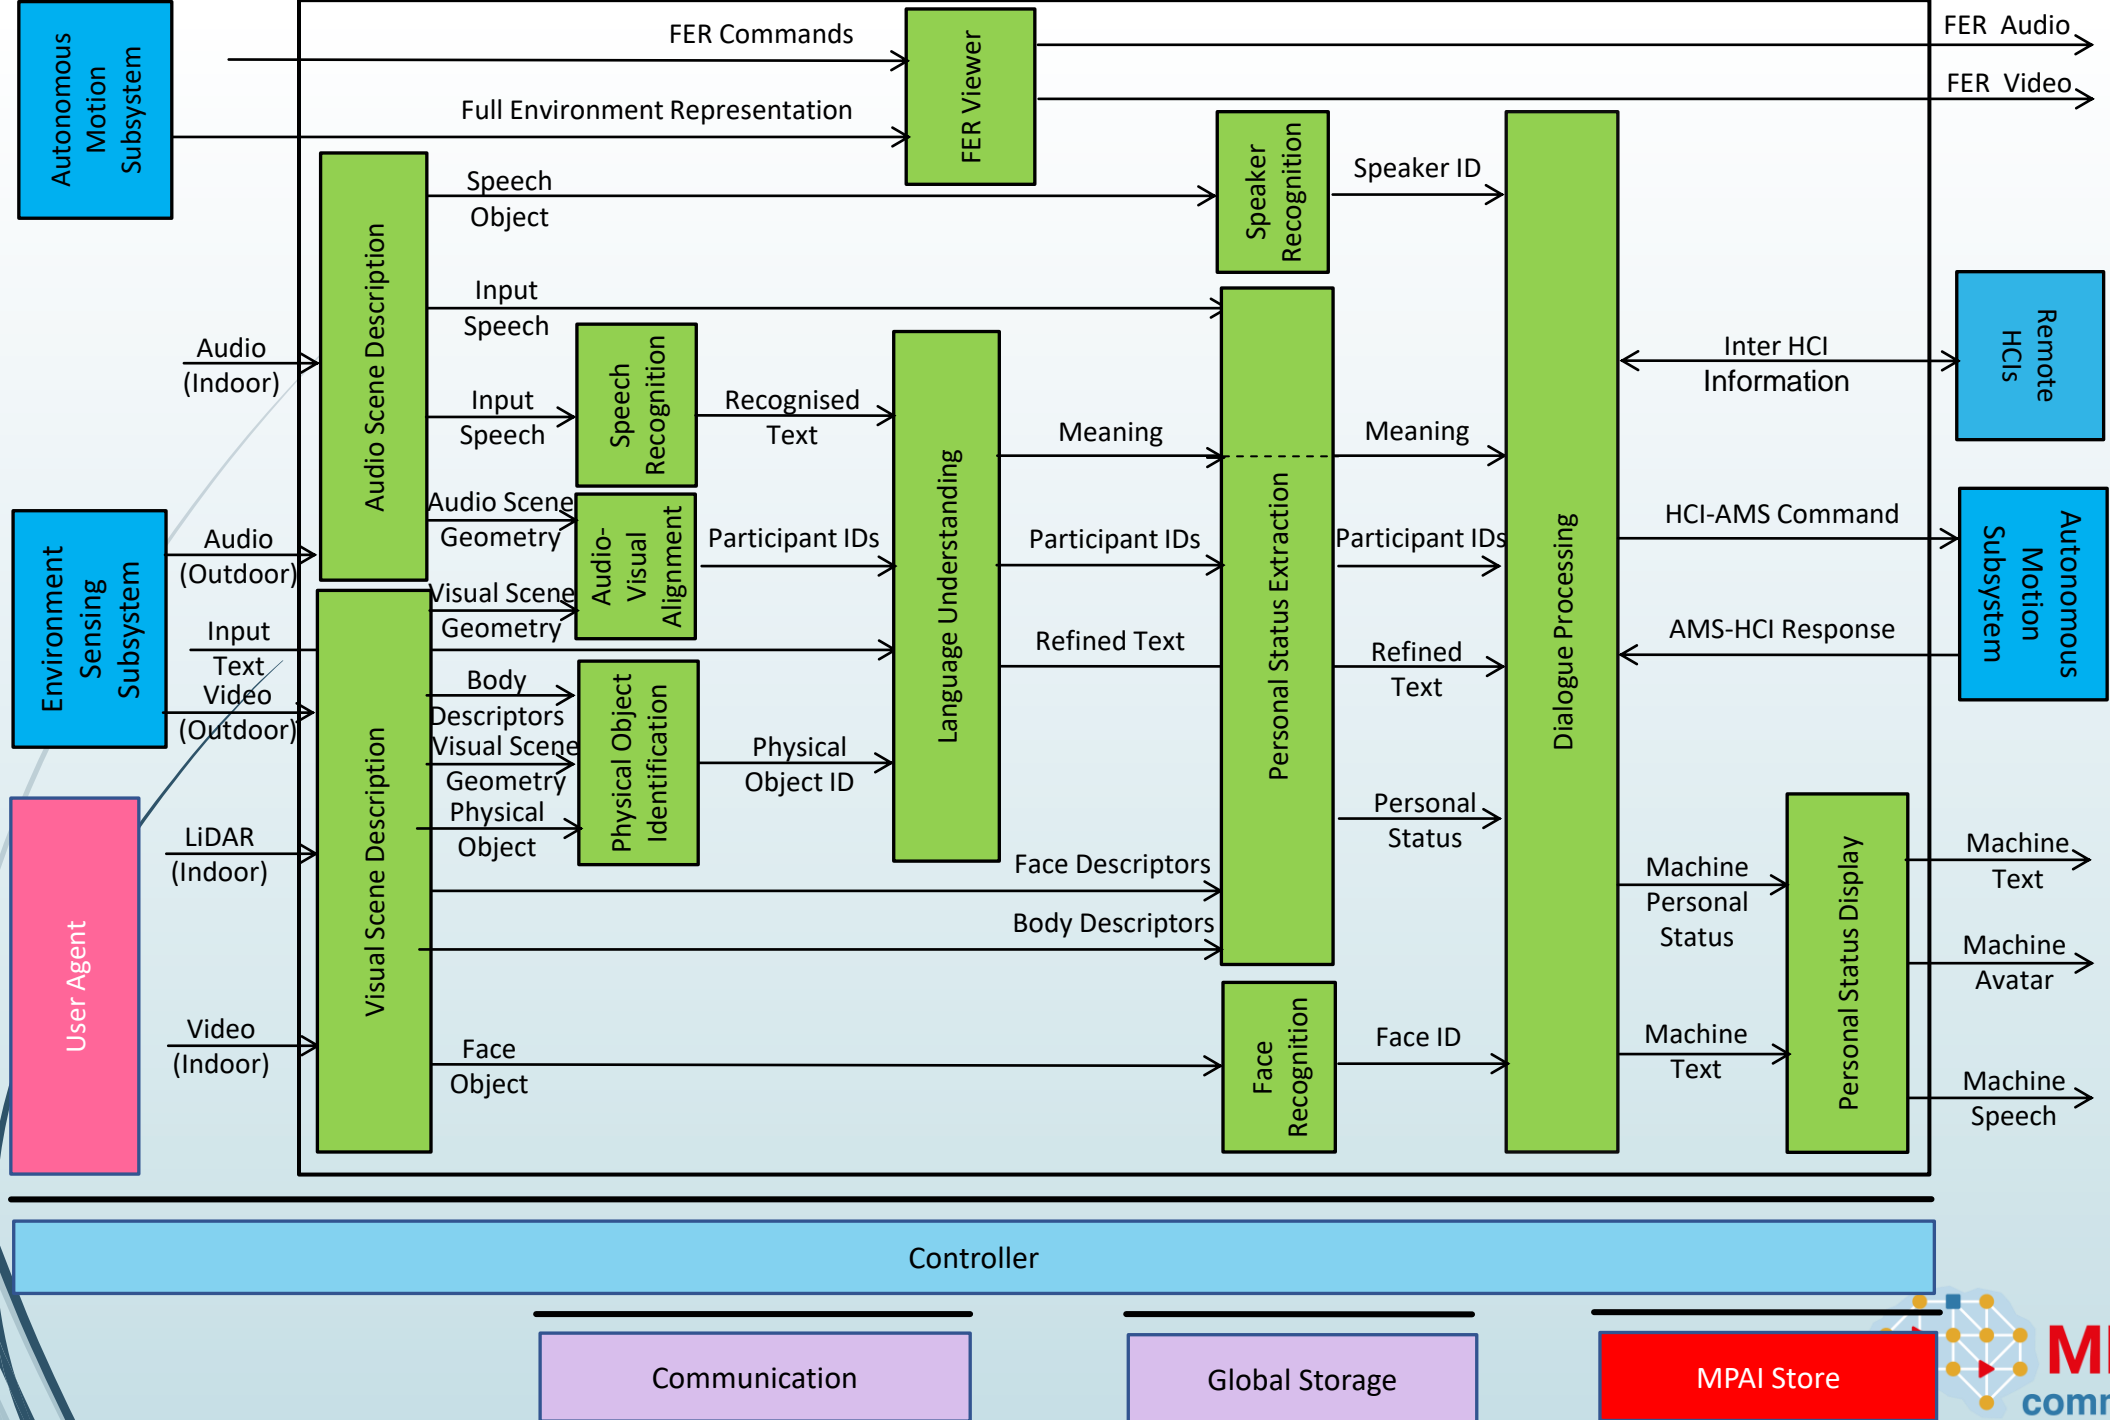 Autonomous
Motion
Subsystem
FER Commands
Full Environment Representation
FER Viewer
FER  Audio
FER  Video
Speech
Object
Speaker
Recognition
Speaker ID
Audio Scene Description
Input
Speech
Audio
(Indoor)
Input
Speech
Speech
Recognition
Recognised
Text
Meaning
Meaning
Inter HCI
Information
Remote
HCIs
Audio Scene
Geometry
Audio-
Visual
Alignment
Participant IDs
Language Understanding
Participant IDs
Personal Status Extraction
Participant IDs
Dialogue Processing
HCI-AMS Command
Autonomous
Motion
Subsystem
Environment
Sensing
Subsystem
Audio
(Outdoor)
Visual Scene
Geometry
Input
Text
Refined Text
Refined
Text
AMS-HCI Response
Video
(Outdoor)
Body
Descriptors
Visual Scene
Geometry
Physical
Object
Physical Object
Identification
Physical
Object ID
Visual Scene Description
Personal
Status
LiDAR
(Indoor)
Face Descriptors
Body Descriptors
Machine
Personal
Status
Personal Status Display
Machine
Text
Machine
Avatar
User Agent
Video
(Indoor)
Face
Object
Face
Recognition
Face ID
Machine
Text
Machine
Speech
Controller
Communication
Global Storage
MPAI Store